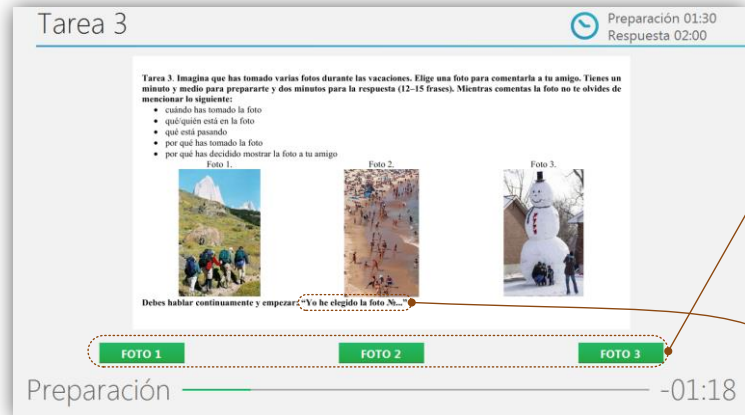 Tarea 3
Preparación 01:30
Respuesta 02:00
Tarea 3. Imagina que has tomado varias fotos durante las vacaciones. Elige una foto para comentarla a tu amigo. Tienes un
minuto y medio para prepararte y dos minutos para la respuesta (12–15 frases). Mientras comentas la foto no te olvides de
mencionar lo siguiente:
• cuándo has tomado la foto
• qué/quién está en la foto
• qué está pasando
• por qué has tomado la foto
• por qué has decidido mostrar la foto a tu amigo
Foto 1. Foto 2. Foto 3.
Debes hablar continuamente y empezar: “Yo he elegido la foto №...”
FOTO 1 FOTO 2 FOTO 3
Preparación -01:18